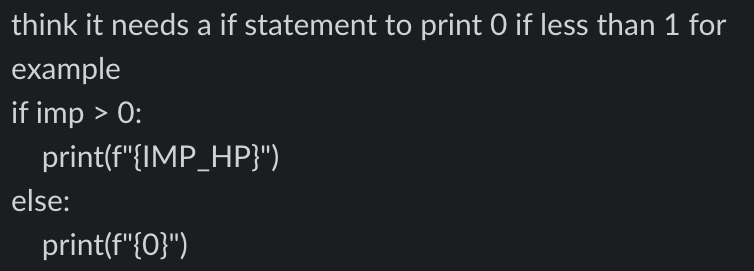 think it needs a if statement to print 0 if less than 1 for
example
if imp > 0:
    print(f"{IMP_HP}")
else:
    print(f"{0}")